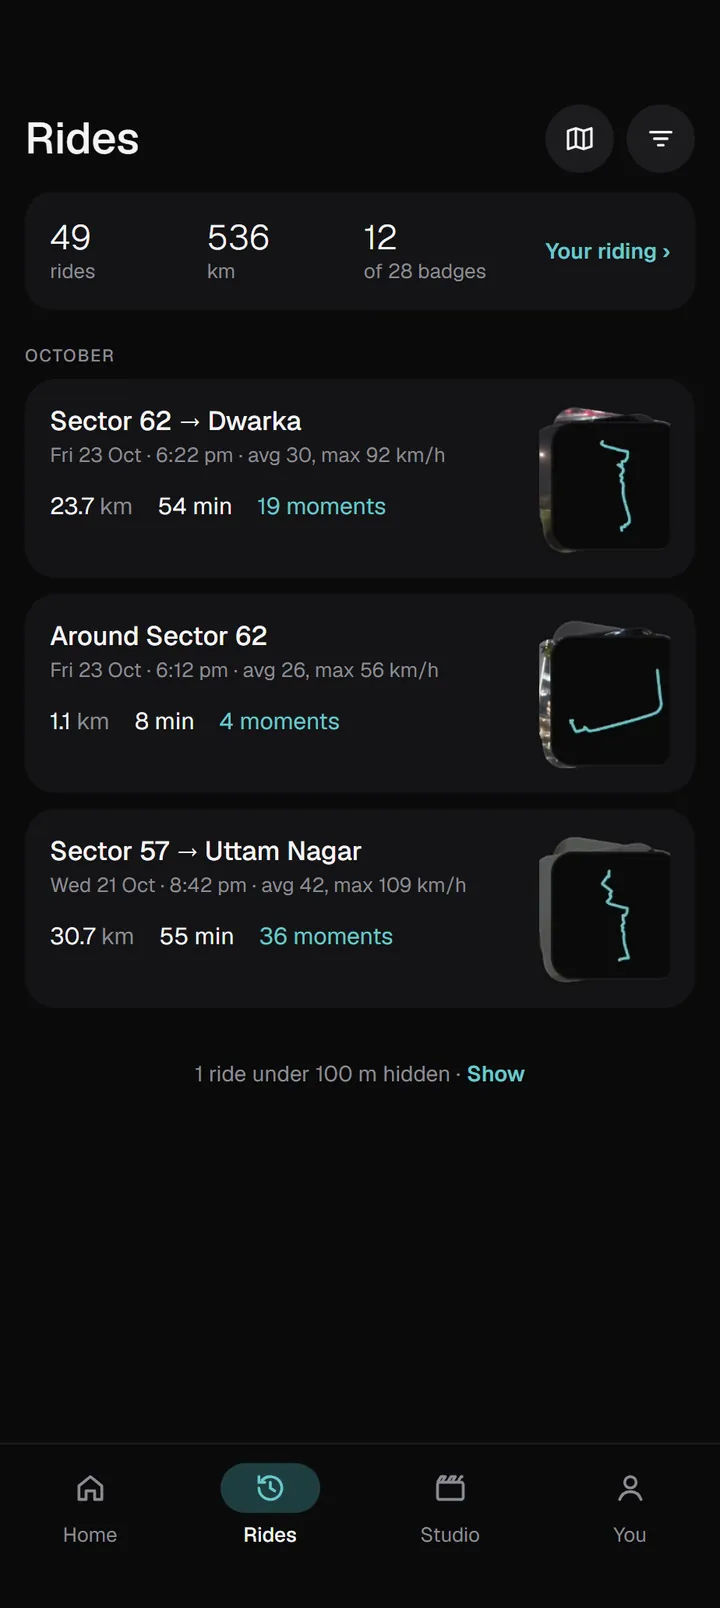 Rides
49 536 12 Your riding ›
rides km of 28 badges
OCTOBER
Sector 62 → Dwarka
Fri 23 Oct · 6:22 pm · avg 30, max 92 km/h
23.7 km 54 min 19 moments
Around Sector 62
Fri 23 Oct · 6:12 pm · avg 26, max 56 km/h
1.1 km 8 min 4 moments
Sector 57 → Uttam Nagar
Wed 21 Oct · 8:42 pm · avg 42, max 109 km/h
30.7 km 55 min 36 moments
1 ride under 100 m hidden · Show
Home Rides Studio You